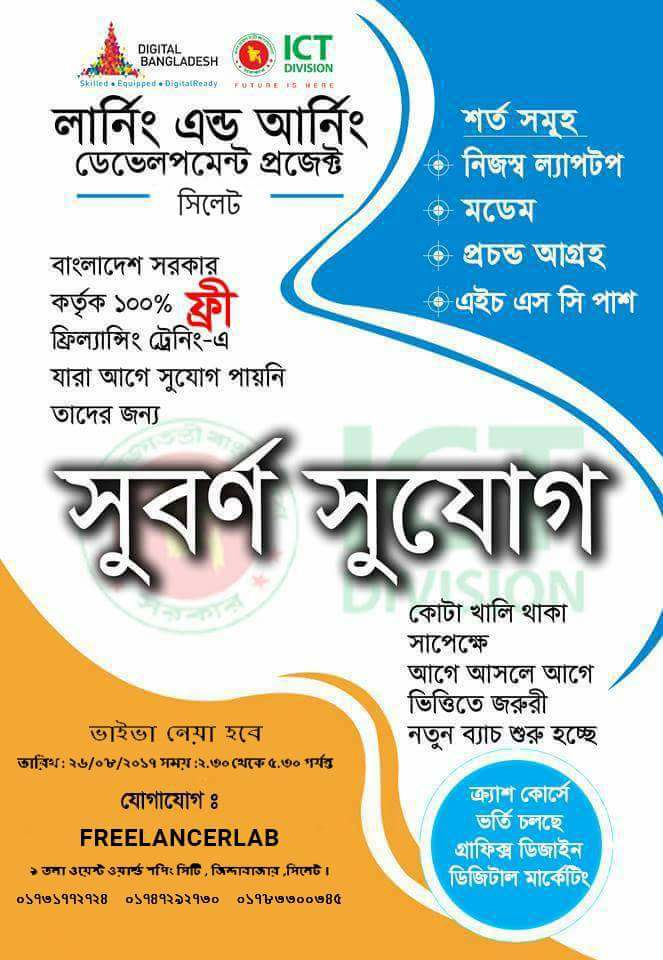 DIGITAL
BANGLADESH
Skilled • Equipped • DigitalReady
ICT
DIVISION
FUTURE IS HERE
লার্নিং এন্ড আর্নিং
ডেভেলপমেন্ট প্রজেক্ট
সিলেট
শর্ত সমুহ
নিজস্ব ল্যাপটপ
মডেম
প্রচন্ড আগ্রহ
এইচ এস সি পাশ
বাংলাদেশ সরকার
কর্তৃক ১০০% ফ্রী
ফ্রিল্যান্সিং ট্রেনিং-এ
যারা আগে সুযোগ পায়নি
তাদের জন্য
সুবর্ণ সুযোগ
ICT
DIVISION
সরকার
কোটা খালি থাকা
সাপেক্ষে
আগে আসলে আগে
ভিত্তিতে জরুরী
নতুন ব্যাচ শুরু হচ্ছে
ভাইভা নেয়া হবে
তারিখ : ২৬/০৮/২০১৭ সময় :২.৩০ থেকে ৫.৩০ পর্যন্ত
যোগাযোগ ঃ
FREELANCERLAB
৯ তলা ওয়েস্ট ওয়ার্ল্ড শপিং সিটি , জিন্দাবাজার ,সিলেট ।
০১৭৩১৭৭২৭২৪ ০১৭৪৭২৯২৭৩০ ০১৭৮৩৩০০৩৪৫
ক্র্যাশ কোর্সে
ভর্তি চলছে
গ্রাফিক্স ডিজাইন
ডিজিটাল মার্কেটিং